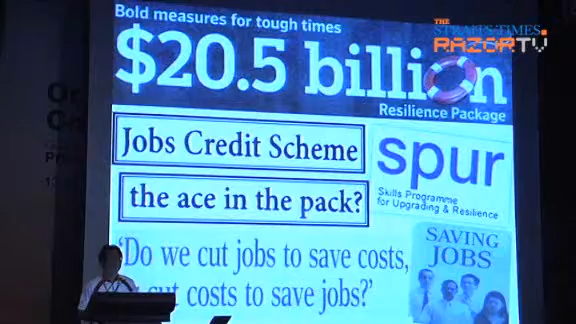 THE STRAITS TIMES
RAZORTV
Bold measures for tough times
$20.5 billion
Resilience Package
Jobs Credit Scheme
the ace in the pack?
spur
Skills Programme
for Upgrading & Resilience
'Do we cut jobs to save costs,
cut costs to save jobs?'
SAVING
JOBS